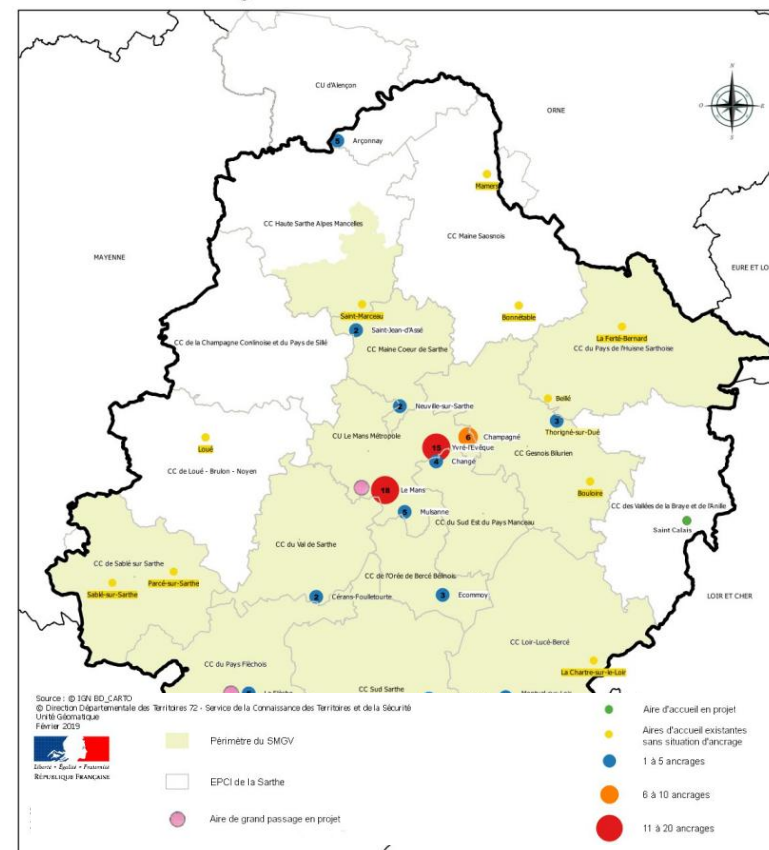 CU d'Alençon
ORNE
N
O
E
S
5
Arçonnay
Mamers
CC Haute Sarthe Alpes Mancelles
CC Maine Saosnois
MAYENNE
EURE ET LO
Saint-Marceau
Bonnétable
La Ferté-Bernard
2
Saint-Jean-d'Assé
CC de la Champagne Conlinoise et du Pays de Sillé
CC Maine Coeur de Sarthe
CC du Pays de l'Huisne Sarthoise
Beillé
2
Neuville-sur-Sarthe
3
Thorigné-sur-Dué
CU Le Mans Métropole
6
Champagné
Loué
15
Yvré-l'Evêque
CC Gesnois Bilurien
4
Changé
CC de Loué - Brulon - Noyen
Bouloire
Le Mans
CC des Vallées de la Braye et de l'Anille
5
Mulsanne
CC du Sud Est du Pays Manceau
Saint Calais
CC du Val de Sarthe
CC de Sablé sur Sarthe
Parcé-sur-Sarthe
CC de l'Orée de Bercé Bélinois
Sablé-sur-Sarthe
2
Cérans-Foulletourte
3
Ecommoy
LOIR ET CHER
CC Loir-Lucé-Bercé
CC du Pays Fléchois
La Chartre-sur-le-Loir
CC Sud Sarthe
Source : © IGN BD_CARTO
© Direction Départementale des Territoires 72 - Service de la Connaissance des Territoires et de la Sécurité
Unité Géomatique
Février 2019
Liberté • Egalité • Fraternité
RÉPUBLIQUE FRANÇAISE
Périmètre du SMGV
EPCI de la Sarthe
Aire de grand passage en projet
Aire d'accueil en projet
Aires d'accueil existantes
sans situation d'ancrage
1 à 5 ancrages
6 à 10 ancrages
11 à 20 ancrages